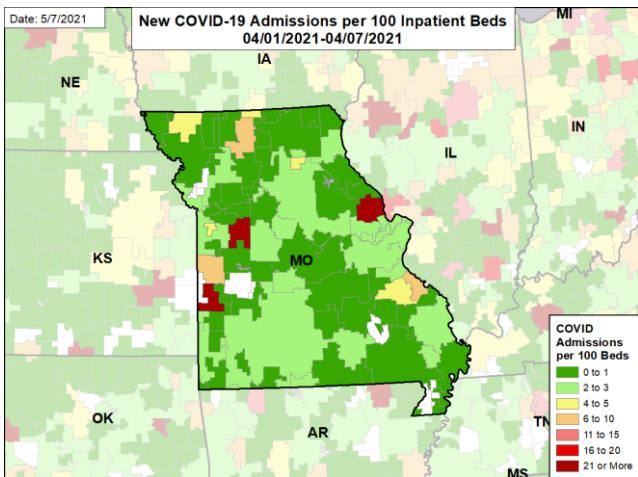 Date: 5/7/2021
New COVID-19 Admissions per 100 Inpatient Beds
04/01/2021-04/07/2021
MI
IA
NE
IN
IL
KS
MO
OK
AR
TN
MS
COVID
Admissions
per 100 Beds
0 to 1
2 to 3
4 to 5
6 to 10
11 to 15
16 to 20
21 or More